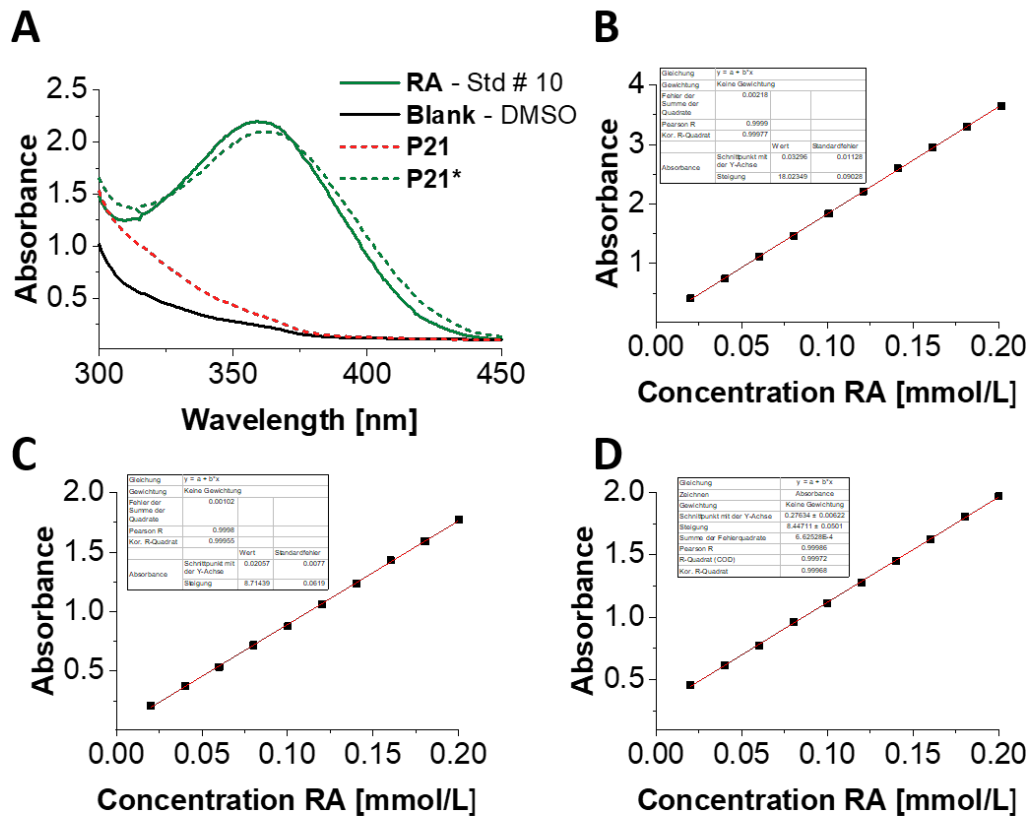 A
Absorbance
2.5
2.0
1.5
1.0
0.5
RA - Std # 10
Blank - DMSO
P21
P21*
300 350 400 450
Wavelength [nm]
B
Absorbance
4
3
2
1
Gleichung y = a + b*x
Gewichtung Keine Gewichtung
Fehler der Summe der Quadrate 0.00218
Pearson R 0.9999
Kor. R-Quadrat 0.99977
Wert Standardfehler
Absorbance Schnittpunkt mit der Y-Achse 0.03296 0.01128
Steigung 18.02349 0.09028
0.00 0.05 0.10 0.15 0.20
Concentration RA [mmol/L]
C
Absorbance
2.0
1.5
1.0
0.5
Gleichung y = a + b*x
Gewichtung Keine Gewichtung
Fehler der Summe der Quadrate 0.00102
Pearson R 0.9998
Kor. R-Quadrat 0.99955
Wert Standardfehler
Absorbance Schnittpunkt mit der Y-Achse 0.02057 0.0077
Steigung 8.71439 0.0619
0.00 0.05 0.10 0.15 0.20
Concentration RA [mmol/L]
D
Absorbance
2.0
1.5
1.0
0.5
Gleichung y = a + b*x
Zeichnen Absorbance
Gewichtung Keine Gewichtung
Schnittpunkt mit der Y-Achse 0.27634 ± 0.00622
Steigung 8.44711 ± 0.0501
Summe der Fehlerquadrate 6.62528E-4
Pearson R 0.99986
R-Quadrat (COD) 0.99972
Kor. R-Quadrat 0.99968
0.00 0.05 0.10 0.15 0.20
Concentration RA [mmol/L]